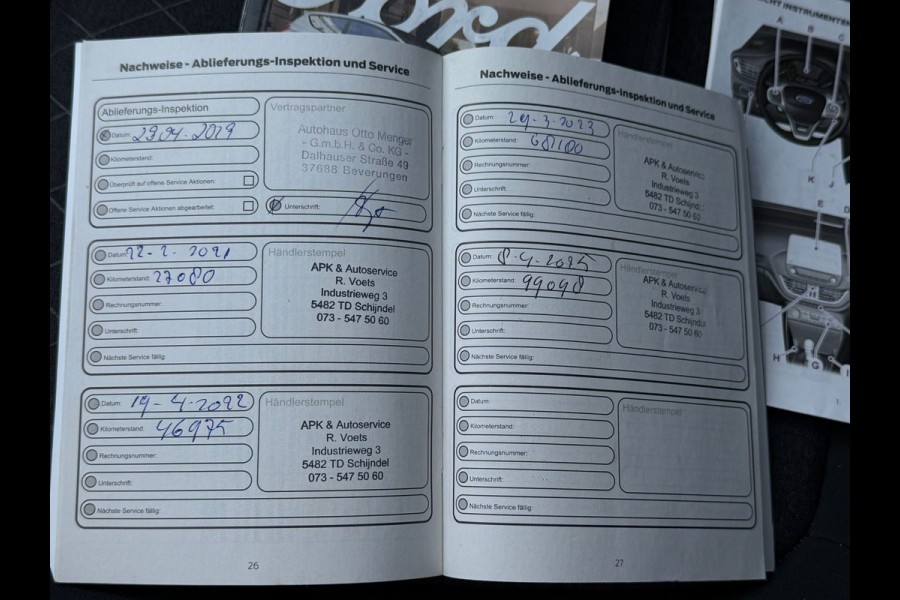 Ford
Nachweise - Ablieferungs-Inspektion und Service
Ablieferungs-Inspektion
Datum: 29.04.2019
Kilometerstand:
Überprüft auf offene Service Aktionen:
Offene Service Aktionen abgearbeitet:
Vertragspartner
Autohaus Otto Menger
- G.m.b.H. & Co. KG -
Dalhauser Straße 49
37688 Beverungen
Unterschrift:
Datum: 22-2-2021
Kilometerstand: 27080
Rechnungsnummer:
Unterschrift:
Nächste Service fällig:
Händlerstempel
APK & Autoservice
R. Voets
Industrieweg 3
5482 TD Schijndel
073 - 547 50 60
Datum: 19-4-2022
Kilometerstand: 46975
Rechnungsnummer:
Unterschrift:
Nächste Service fällig:
Händlerstempel
APK & Autoservice
R. Voets
Industrieweg 3
5482 TD Schijndel
073 - 547 50 60
26
Nachweise - Ablieferungs-Inspektion und Service
Datum: 29-3-2023
Kilometerstand: 68100
Rechnungsnummer:
Unterschrift:
Nächste Service fällig:
Händlerstempel
APK & Autoservice
R. Voets
Industrieweg 3
5482 TD Schijndel
073 - 547 50 60
Datum: 8-4-2025
Kilometerstand: 99098
Rechnungsnummer:
Unterschrift:
Nächste Service fällig:
Händlerstempel
APK & Autoservice
R. Voets
Industrieweg 3
5482 TD Schijndel
073 - 547 50 60
Datum:
Kilometerstand:
Rechnungsnummer:
Unterschrift:
Nächste Service fällig:
Händlerstempel
27
INSTRUMENTEN
A
B
C
K
J
E
D
H
H
G
I